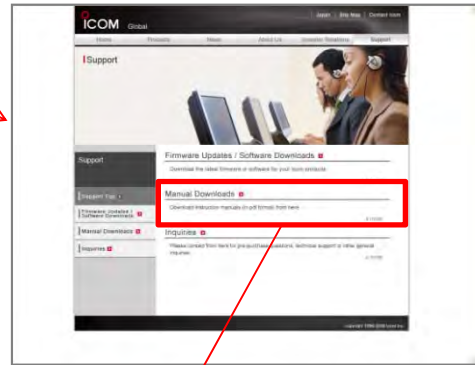 ICOM Global
Japan Site Map Contact Icom
Home Products News About Us Investor Relations Support
Support
Support
Firmware Updates / Software Downloads
Download the latest firmware or software for your Icom products.
Support Top
Manual Downloads
Download instruction manuals (in pdf format) from here.
Firmware Updates /
Software Downloads
Manual Downloads
Inquiries
Inquiries
Please contact from here for pre-purchase questions, technical support or other general
inquiries.